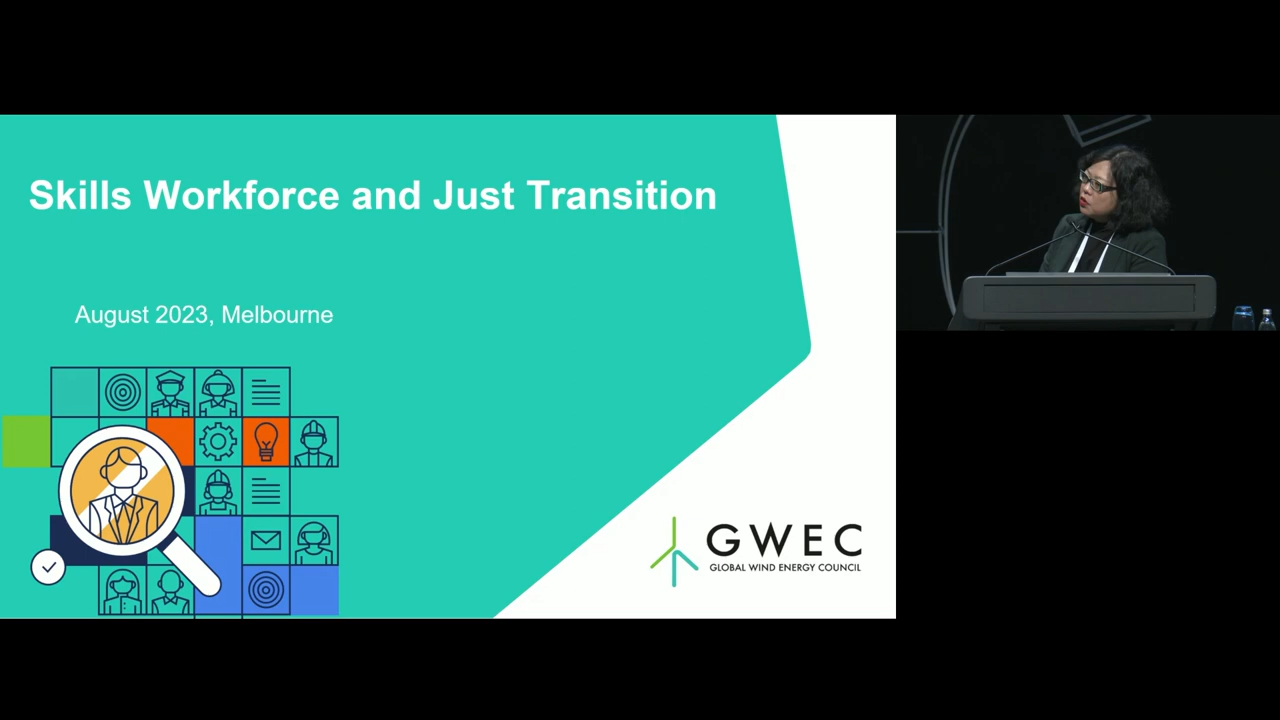 Skills Workforce and Just Transition
August 2023, Melbourne
GWEC
GLOBAL WIND ENERGY COUNCIL